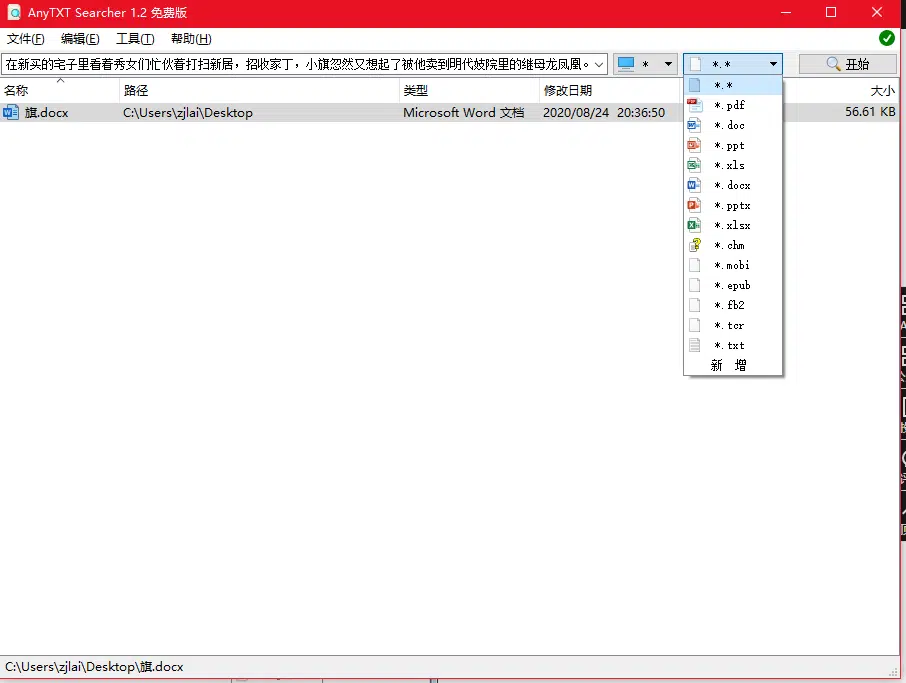 AnyTXT Searcher 1.2 免费版
文件(F) 编辑(E) 工具(T) 帮助(H)
在新买的宅子里看着秀女们忙伙着打扫新居，招收家丁，小旗忽然又想起了被他卖到明代妓院里的继母龙凤凰。 * *.* 开始
名称 路径 类型 修改日期 大小
旗.docx C:\Users\zjlai\Desktop Microsoft Word 文档 2020/08/24 20:36:50 56.61 KB
*.*
*.pdf
*.doc
*.ppt
*.xls
*.docx
*.pptx
*.xlsx
*.chm
*.mobi
*.epub
*.fb2
*.tcr
*.txt
新 增
C:\Users\zjlai\Desktop\旗.docx